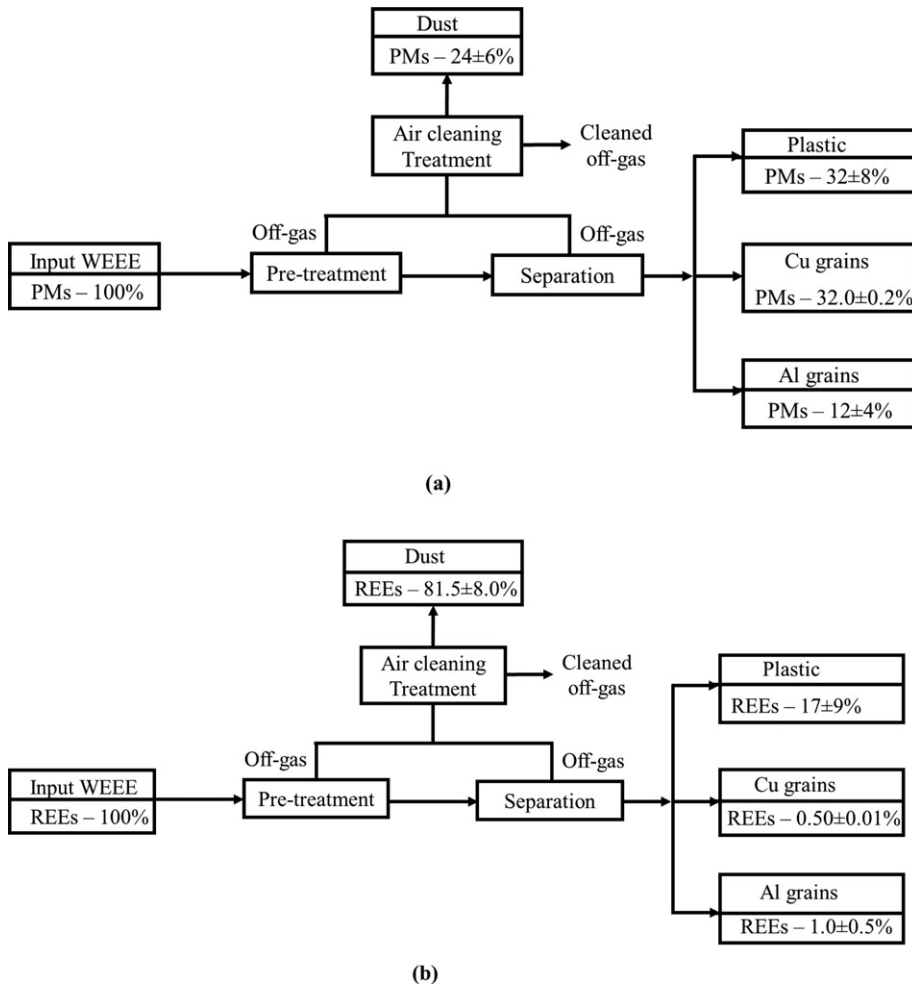 Dust
PMs – 24±6%
Air cleaning
Treatment
Cleaned
off-gas
Plastic
PMs – 32±8%
Off-gas
Off-gas
Input WEEE
PMs – 100%
Pre-treatment
Separation
Cu grains
PMs – 32.0±0.2%
Al grains
PMs – 12±4%
(a)
Dust
REEs – 81.5±8.0%
Air cleaning
Treatment
Cleaned
off-gas
Plastic
REEs – 17±9%
Off-gas
Off-gas
Input WEEE
REEs – 100%
Pre-treatment
Separation
Cu grains
REEs – 0.50±0.01%
Al grains
REEs – 1.0±0.5%
(b)